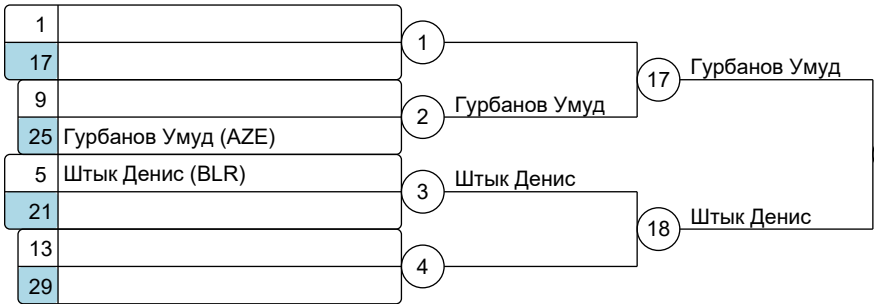 1
17
1
9
2
25 Гурбанов Умуд (AZE)
Гурбанов Умуд
17
Гурбанов Умуд
5 Штык Денис (BLR)
3
21
Штык Денис
13
4
29
18
Штык Денис